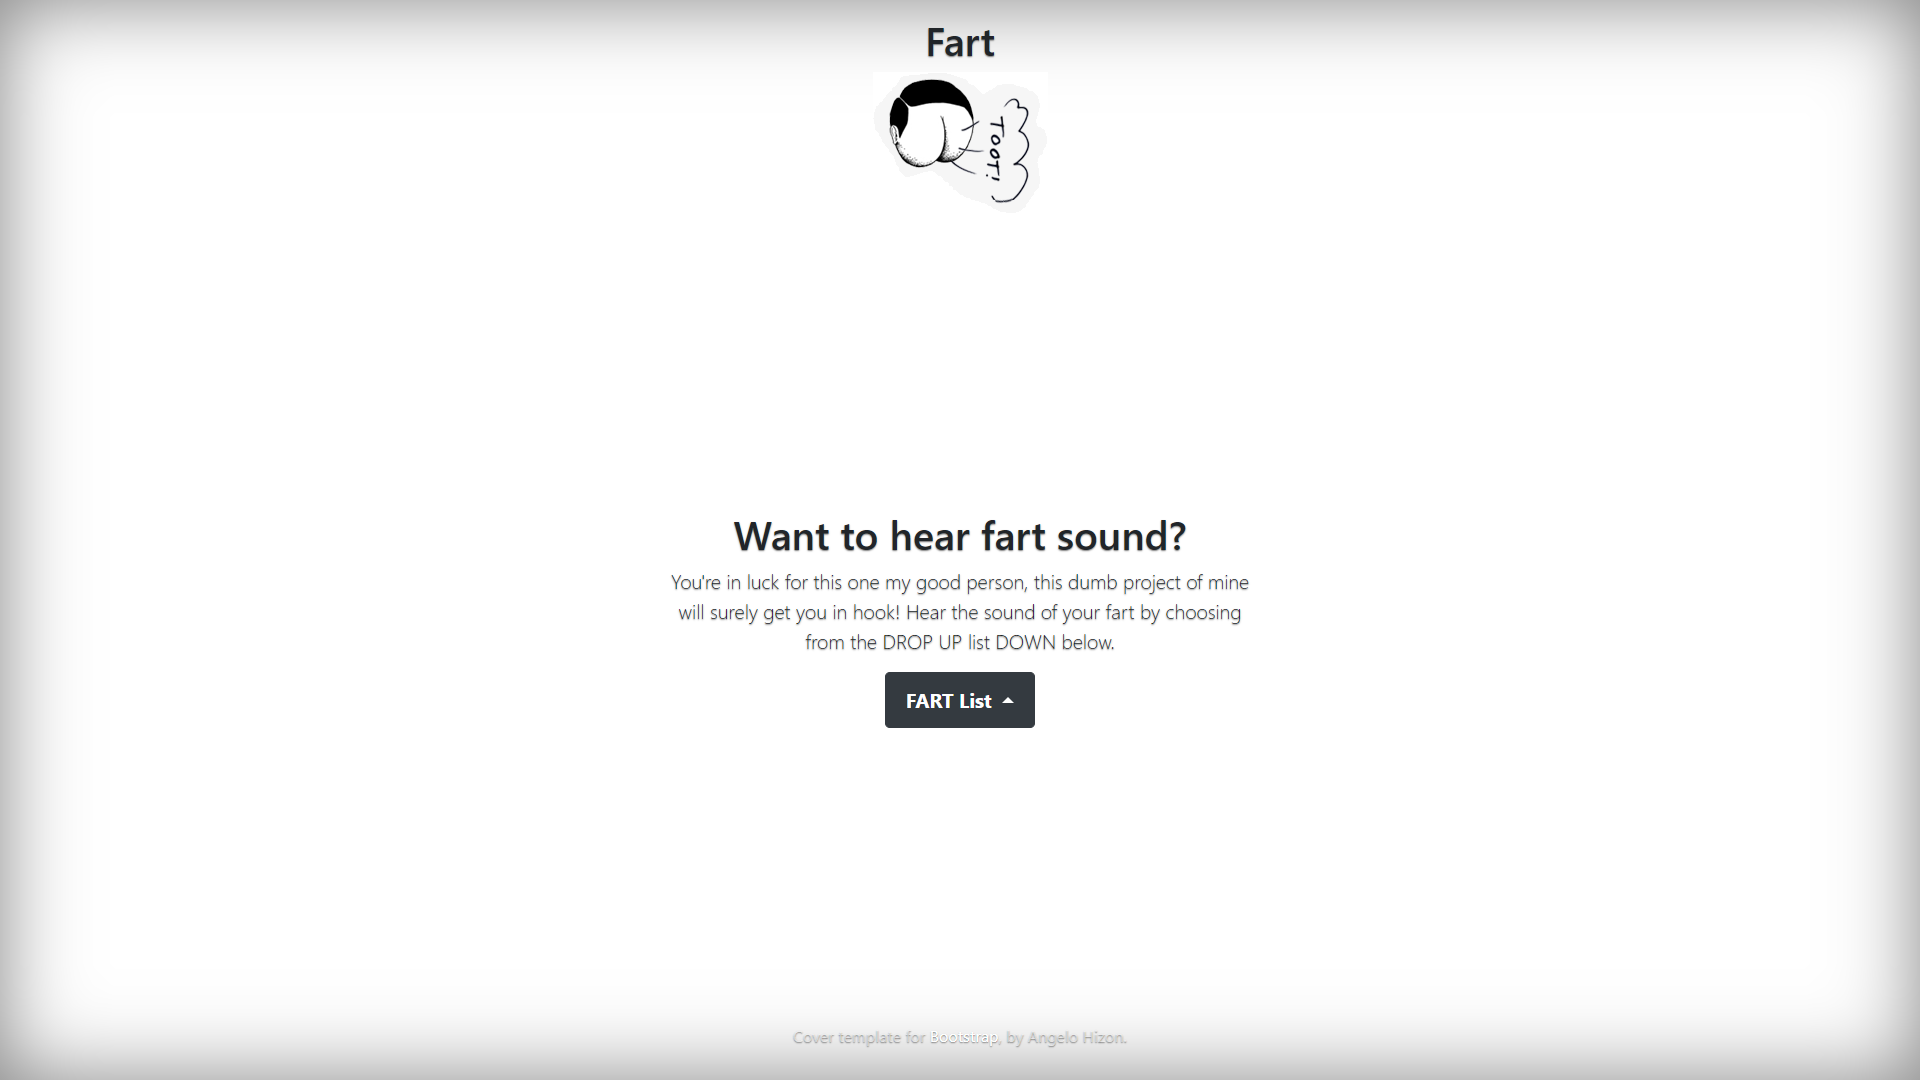 Fart
TOOT!
Want to hear fart sound?
You're in luck for this one my good person, this dumb project of mine
will surely get you in hook! Hear the sound of your fart by choosing
from the DROP UP list DOWN below.
FART List
Cover template for Bootstrap, by Angelo Hizon.